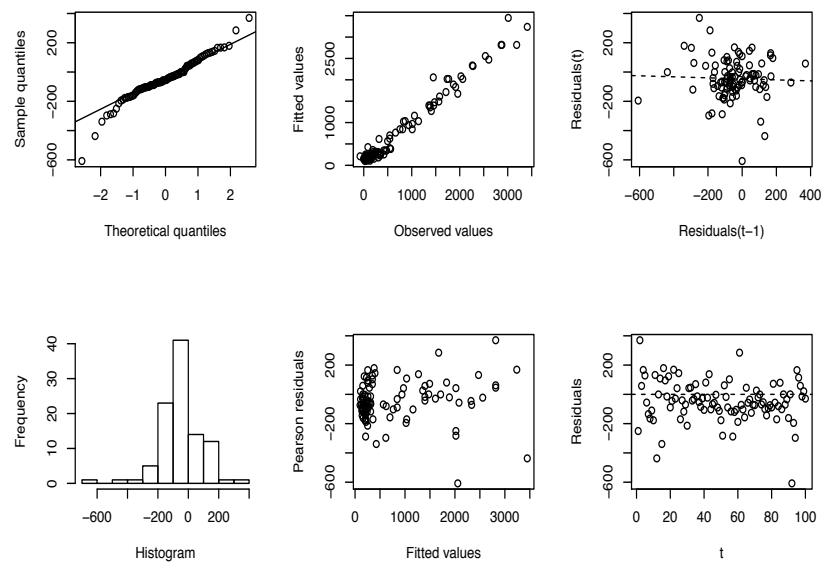 Sample quantiles
−600
−200
200
−2 −1 0 1 2
Theoretical quantiles
Fitted values
0
1000
2500
0 1000 2000 3000
Observed values
Residuals(t)
−600
−200
200
−600 −200 0 200 400
Residuals(t−1)
Frequency
0
10
20
30
40
−600 −200 0 200
Histogram
Pearson residuals
−600
−200
200
0 1000 2000 3000
Fitted values
Residuals
−600
−200
200
0 20 40 60 80 100
t